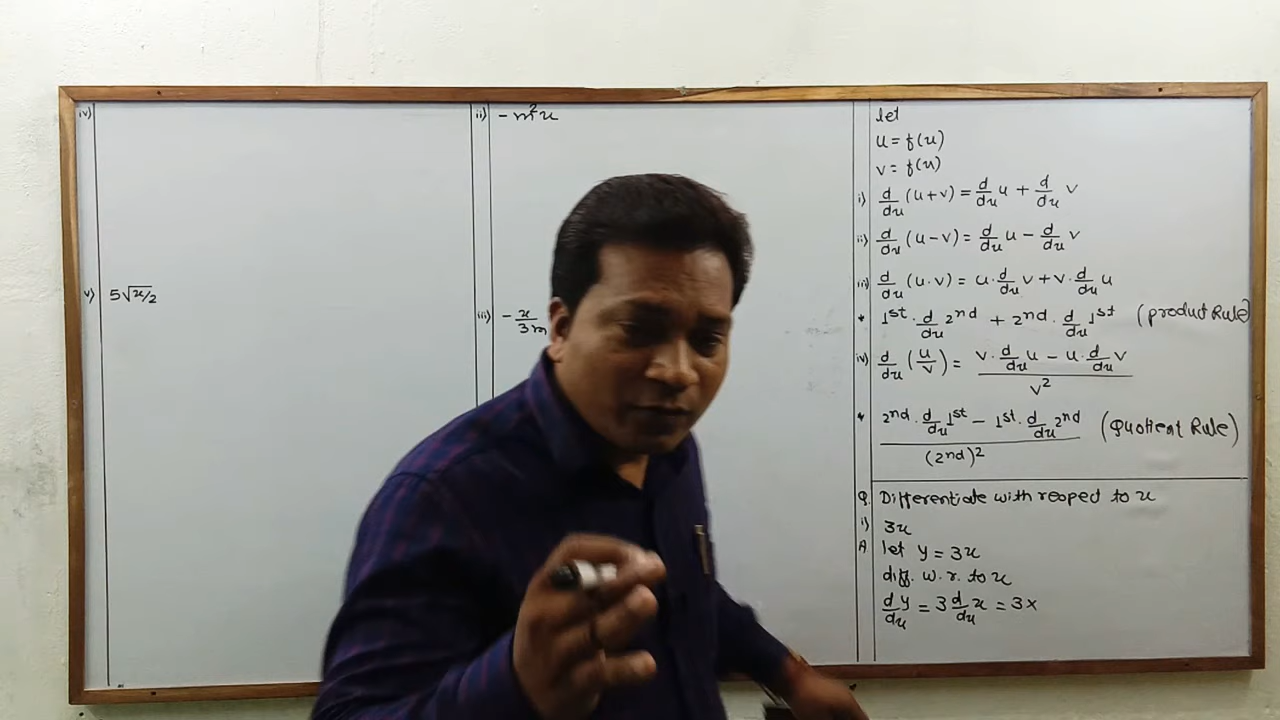 iv)
v) 5√x/2
ii) - m²x
iii) - x/3m
let
u = f(x)
v = f(x)
i) d/dx (u+v) = d/dx u + d/dx v
ii) d/dx (u-v) = d/dx u - d/dx v
iii) d/dx (u·v) = u·d/dx v + v·d/dx u
* 1st · d/dx 2nd + 2nd · d/dx 1st (product Rule)
iv) d/dx (u/v) = (v·d/dx u - u·d/dx v)/v²
* (2nd · d/dx 1st - 1st · d/dx 2nd)/(2nd)² (Quotient Rule)
Q. Differentiate with resped to x
i) 3x
A. let y = 3x
diff. w. r. to x
dy/dx = 3 d/dx x = 3×